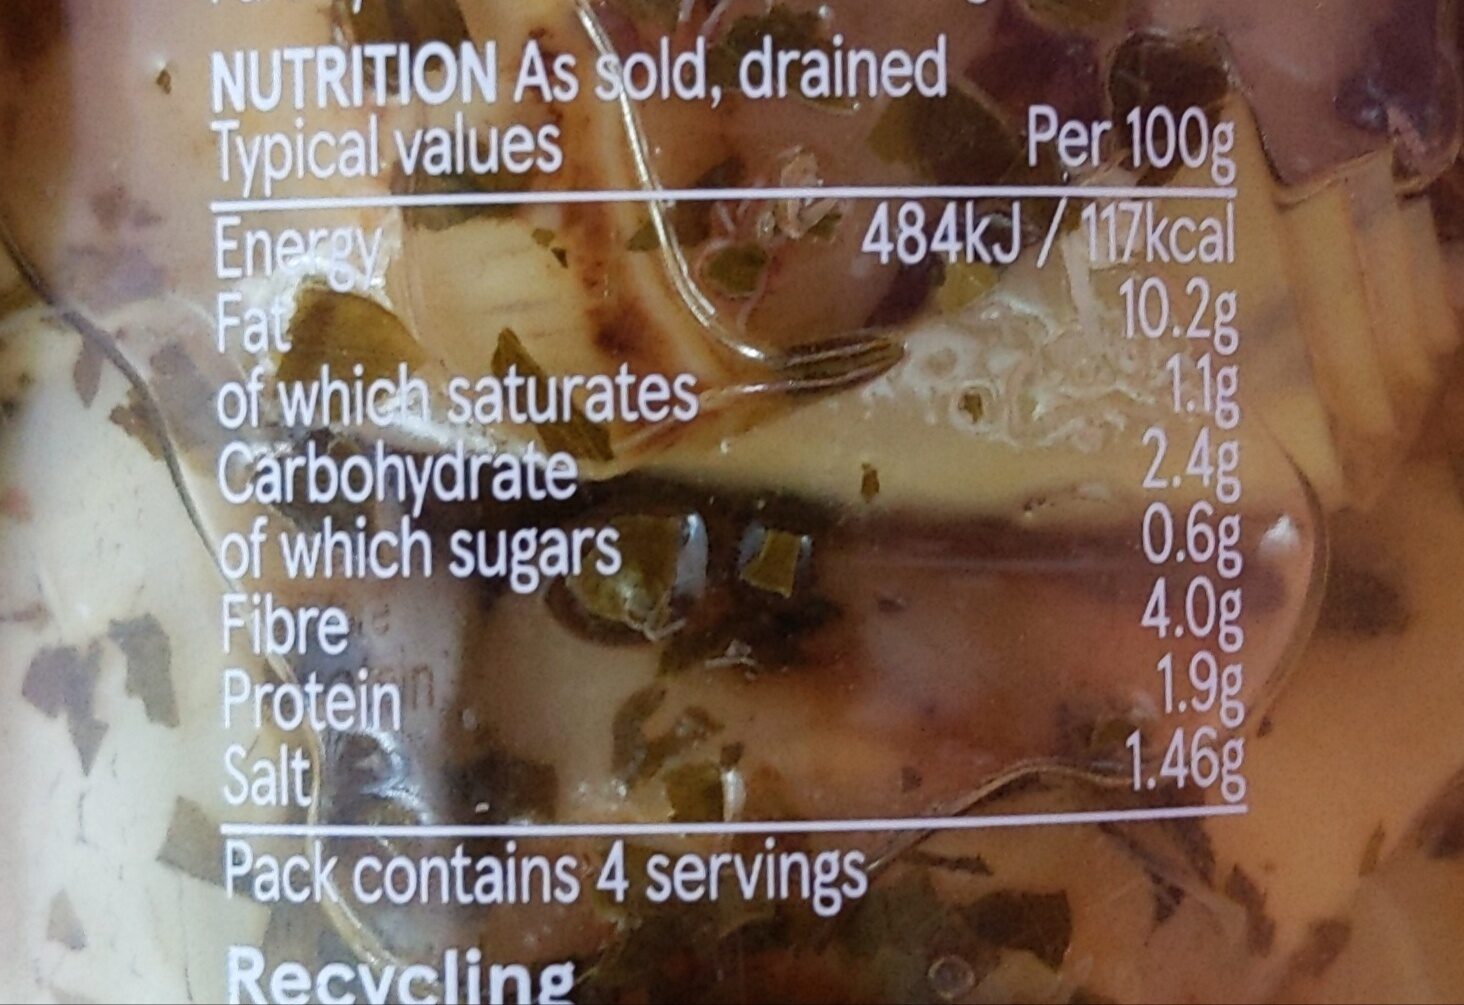 NUTRITION As sold, drained
Typical values Per 100g
Energy 484kJ / 117kcal
Fat 10.2g
of which saturates 1.1g
Carbohydrate 2.4g
of which sugars 0.6g
Fibre 4.0g
Protein 1.9g
Salt 1.46g
Pack contains 4 servings
Recycling